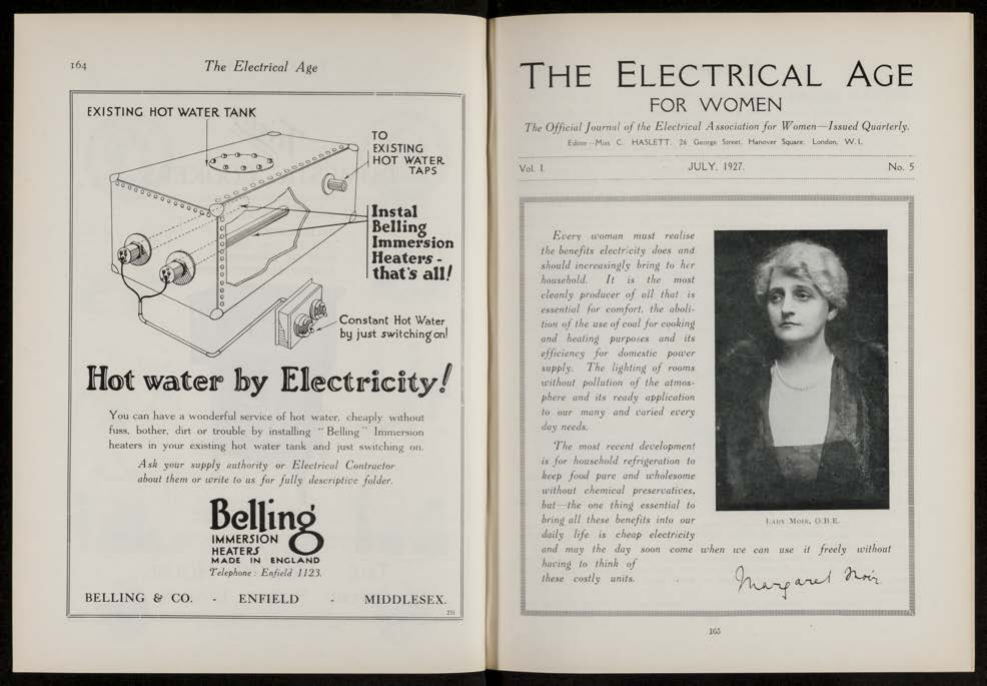 164
The Electrical Age
EXISTING HOT WATER TANK
TO
EXISTING
HOT WATER
TAPS
Instal
Belling
Immersion
Heaters -
that's all!
Constant Hot Water
by just switching on!
Hot water by Electricity!
You can have a wonderful service of hot water, cheaply without
fuss, bother, dirt or trouble by installing "Belling" Immersion
heaters in your existing hot water tank and just switching on.
Ask your supply authority or Electrical Contractor
about them or write to us for fully descriptive folder.
Belling
IMMERSION
HEATERS
MADE IN ENGLAND
Telephone: Enfield 1123.
BELLING & CO. - ENFIELD - MIDDLESEX.
THE ELECTRICAL AGE
FOR WOMEN
The Official Journal of the Electrical Association for Women—Issued Quarterly.
Editor—Miss C. HASLETT, 26 George Street, Hanover Square, London, W.1.
Vol. I. JULY, 1927. No. 5
Every woman must realise
the benefits electricity does and
should increasingly bring to her
household. It is the most
cleanly producer of all that is
essential for comfort, the aboli-
tion of the use of coal for cooking
and heating purposes and its
efficiency for domestic power
supply. The lighting of rooms
without pollution of the atmos-
phere and its ready application
to our many and varied every
day needs.
The most recent development
is for household refrigeration to
keep food pure and wholesome
without chemical preservatives,
but—the one thing essential to
bring all these benefits into our
daily life is cheap electricity
and may the day soon come when we can use it freely without
having to think of
these costly units.
LADY MOIR, O.B.E.
Margaret Moir
165